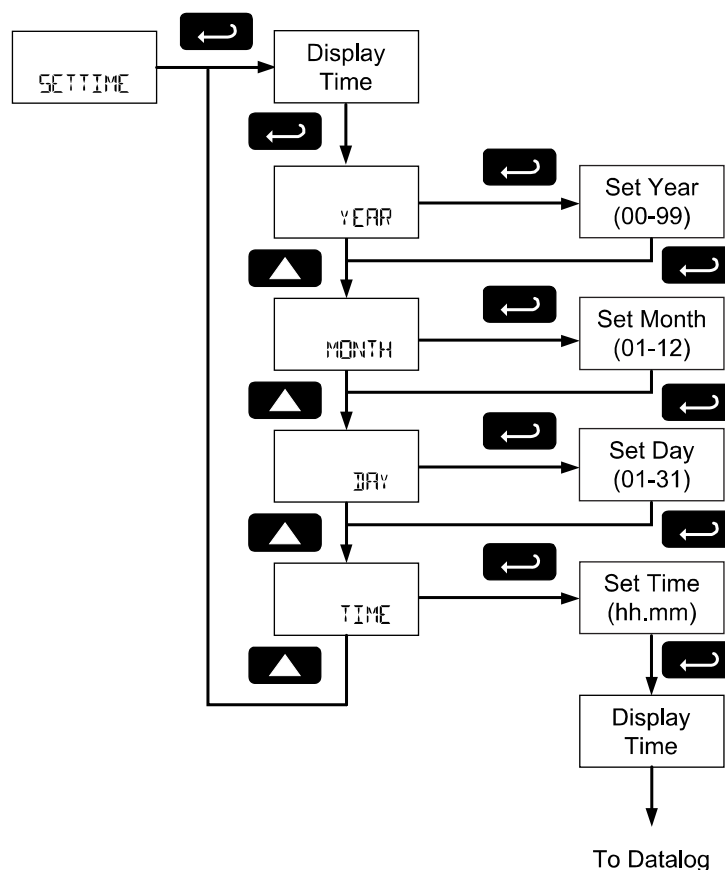 SETTIME
Display
Time
YEAR
Set Year
(00-99)
MONTH
Set Month
(01-12)
DAY
Set Day
(01-31)
TIME
Set Time
(hh.mm)
Display
Time
To Datalog